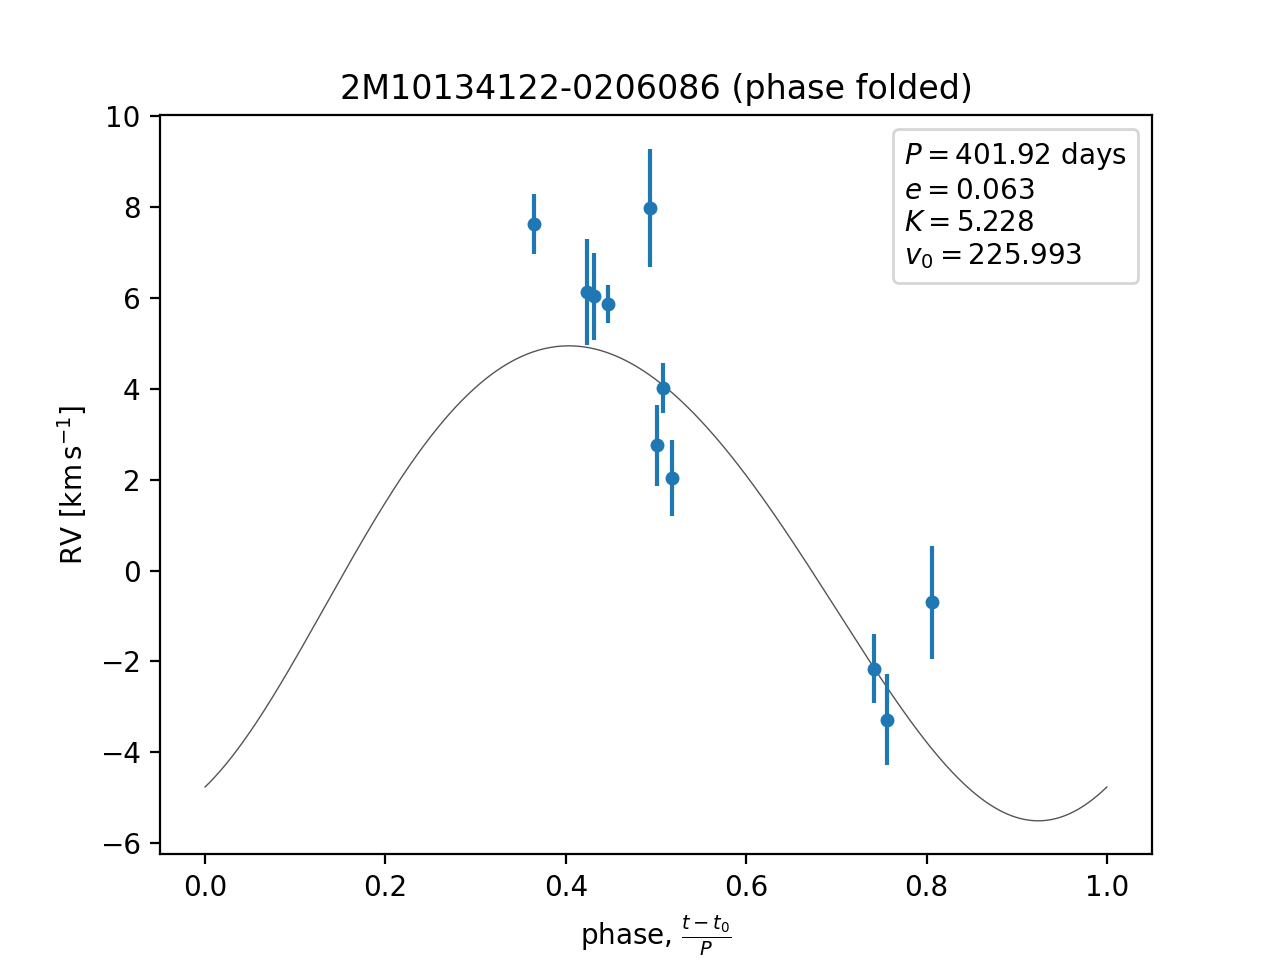 2M10134122-0206086 (phase folded)
P = 401.92 days
e = 0.063
K = 5.228
v₀ = 225.993
10
8
6
4
2
0
−2
−4
−6
RV [km s⁻¹]
0.0 0.2 0.4 0.6 0.8 1.0
phase, (t − t₀)/P